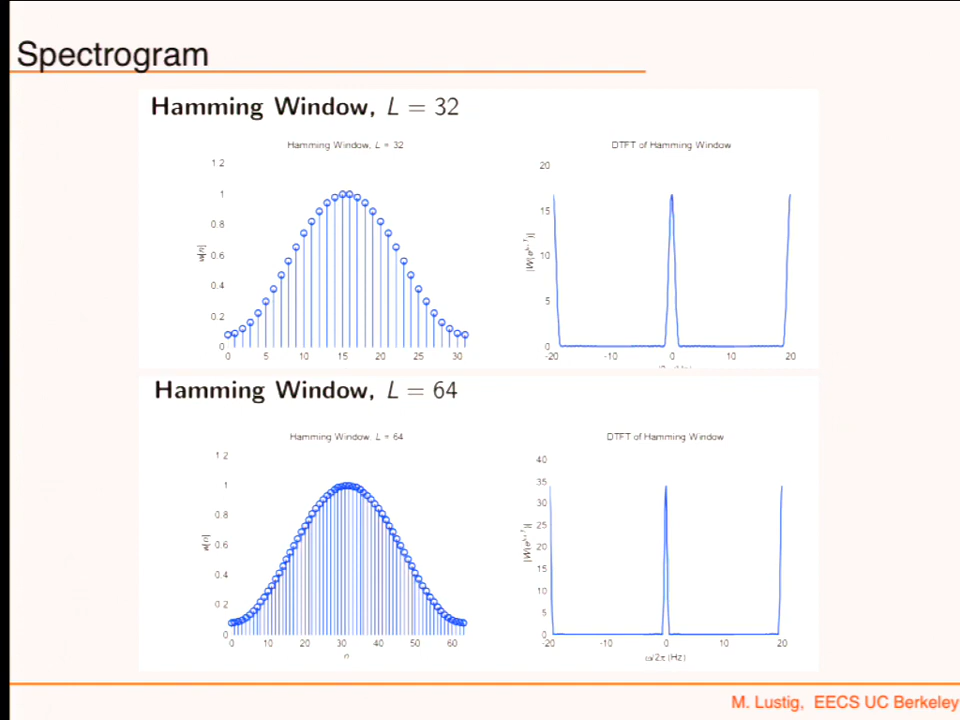 Spectrogram
Hamming Window, L = 32
Hamming Window, L = 32
DTFT of Hamming Window
1.2
1
0.8
0.6
0.4
0.2
0
w[n]
0 5 10 15 20 25 30
20
15
10
5
0
-20 -10 0 10 20
Hamming Window, L = 64
Hamming Window L = 64
DTFT of Hamming Window
1 2
1
0.8
0.6
0.4
0 2
0
w[n]
0 10 20 30 40 50 60
n
40
35
30
25
20
15
10
5
0
-20 -10 0 10 20
ω/2π (Hz)
M. Lustig, EECS UC Berkeley